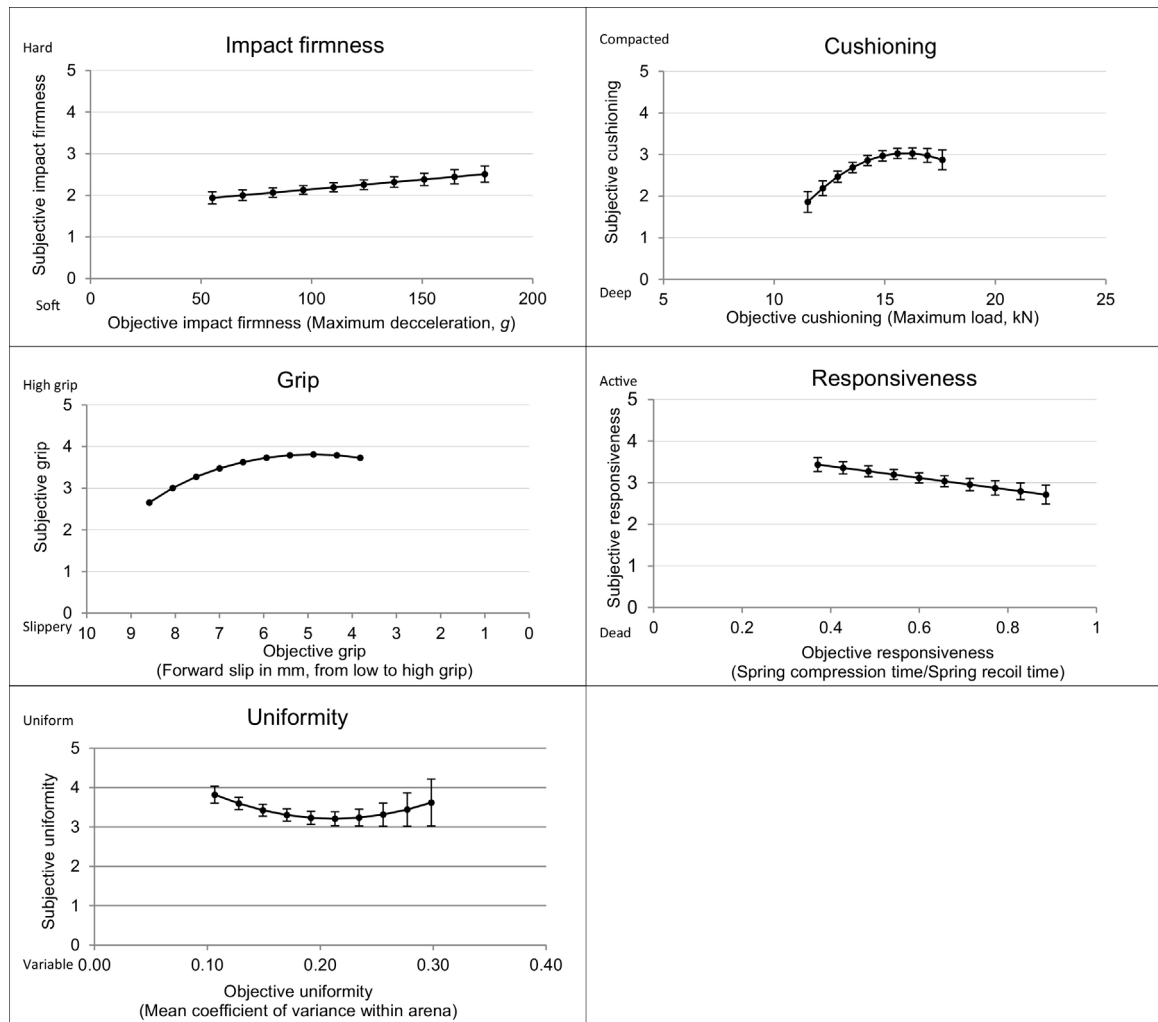 Hard
Impact firmness
5
4
3
2
1
0
Subjective impact firmness
Soft
0 50 100 150 200
Objective impact firmness (Maximum decceleration, g)
Compacted
Cushioning
5
4
3
2
1
0
Subjective cushioning
Deep
5 10 15 20 25
Objective cushioning (Maximum load, kN)
High grip
Grip
5
4
3
2
1
0
Subjective grip
Slippery
10 9 8 7 6 5 4 3 2 1 0
Objective grip
(Forward slip in mm, from low to high grip)
Active
Responsiveness
5
4
3
2
1
0
Subjective responsiveness
Dead
0 0.2 0.4 0.6 0.8 1
Objective responsiveness
(Spring compression time/Spring recoil time)
Uniform
Uniformity
5
4
3
2
1
0
Subjective uniformity
Variable
0.00 0.10 0.20 0.30 0.40
Objective uniformity
(Mean coefficient of variance within arena)